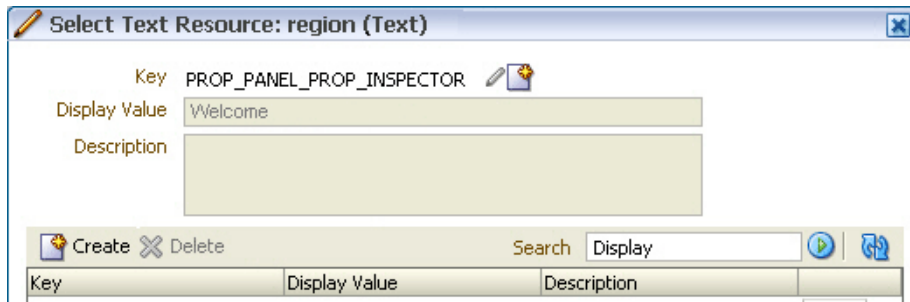 Select Text Resource: region (Text)
Key PROP_PANEL_PROP_INSPECTOR
Display Value Welcome
Description
Create Delete Search Display
Key Display Value Description